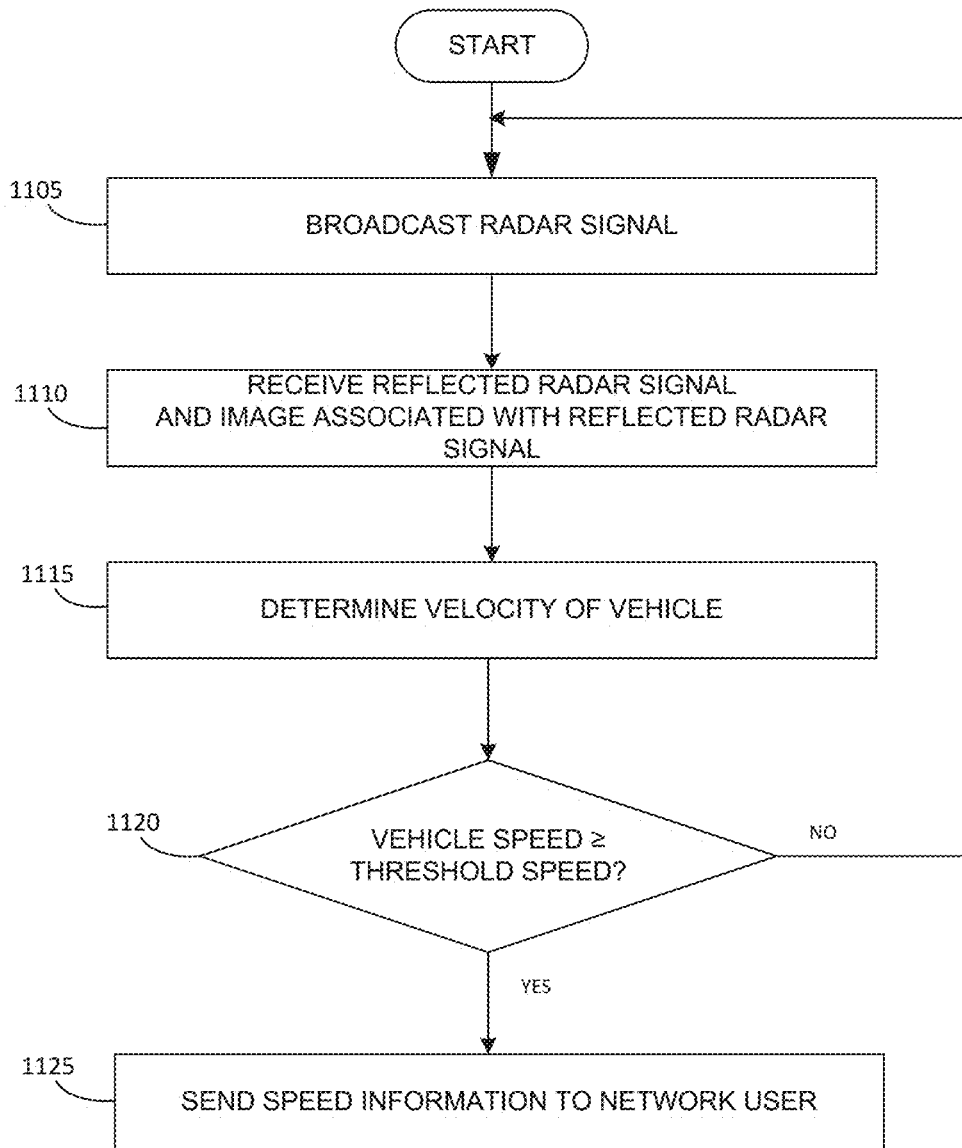 START
1105
BROADCAST RADAR SIGNAL
1110
RECEIVE REFLECTED RADAR SIGNAL
AND IMAGE ASSOCIATED WITH REFLECTED RADAR
SIGNAL
1115
DETERMINE VELOCITY OF VEHICLE
1120
VEHICLE SPEED ≥
THRESHOLD SPEED?
NO
YES
1125
SEND SPEED INFORMATION TO NETWORK USER